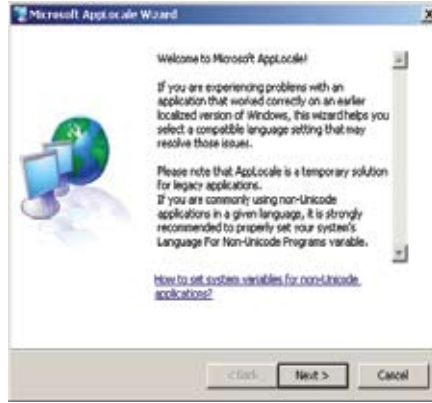 Microsoft AppLocale Wizard
Welcome to Microsoft AppLocale!
If you are experiencing problems with an
application that worked correctly on an earlier
localized version of Windows, this wizard helps you
select a compatible language setting that may
resolve those issues.
Please note that AppLocale is a temporary solution
for legacy applications.
If you are commonly using non-Unicode
applications in a given language, it is strongly
recommended to properly set your system's
Language For Non-Unicode Programs variable.
How to set system variables for non-Unicode
applications?
< Back
Next >
Cancel